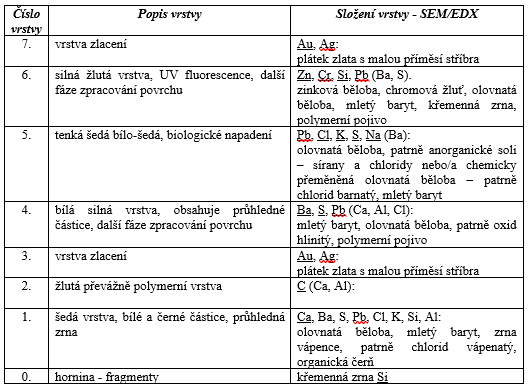 Číslo vrstvy Popis vrstvy Složení vrstvy - SEM/EDX
7. vrstva zlacení Au, Ag:
plátek zlata s malou příměsí stříbra
6. silná žlutá vrstva, UV fluorescence, další Zn, Cr, Si, Pb (Ba, S).
fáze zpracování povrchu zinková běloba, chromová žluť, olovnatá
běloba, mletý baryt, křemenná zrna,
polymerní pojivo
5. tenká šedá bílo-šedá, biologické napadení Pb, Cl, K, S, Na (Ba):
olovnatá běloba, patrně anorganické soli
– sírany a chloridy nebo/a chemicky
přeměněná olovnatá běloba – patrně
chlorid barnatý, mletý baryt
4. bílá silná vrstva, obsahuje průhledné Ba, S, Pb (Ca, Al, Cl):
částice, další fáze zpracování povrchu mletý baryt, olovnatá běloba, patrně oxid
hlinitý, polymerní pojivo
3. vrstva zlacení Au, Ag:
plátek zlata s malou příměsí stříbra
2. žlutá převážně polymerní vrstva C (Ca, Al):
1. šedá vrstva, bílé a černé částice, průhledná Ca, Ba, S, Pb, Cl, K, Si, Al:
zrna olovnatá běloba, mletý baryt, zrna
vápence, patrně chlorid vápenatý,
organická čerň
0. hornina - fragmenty křemenná zrna Si